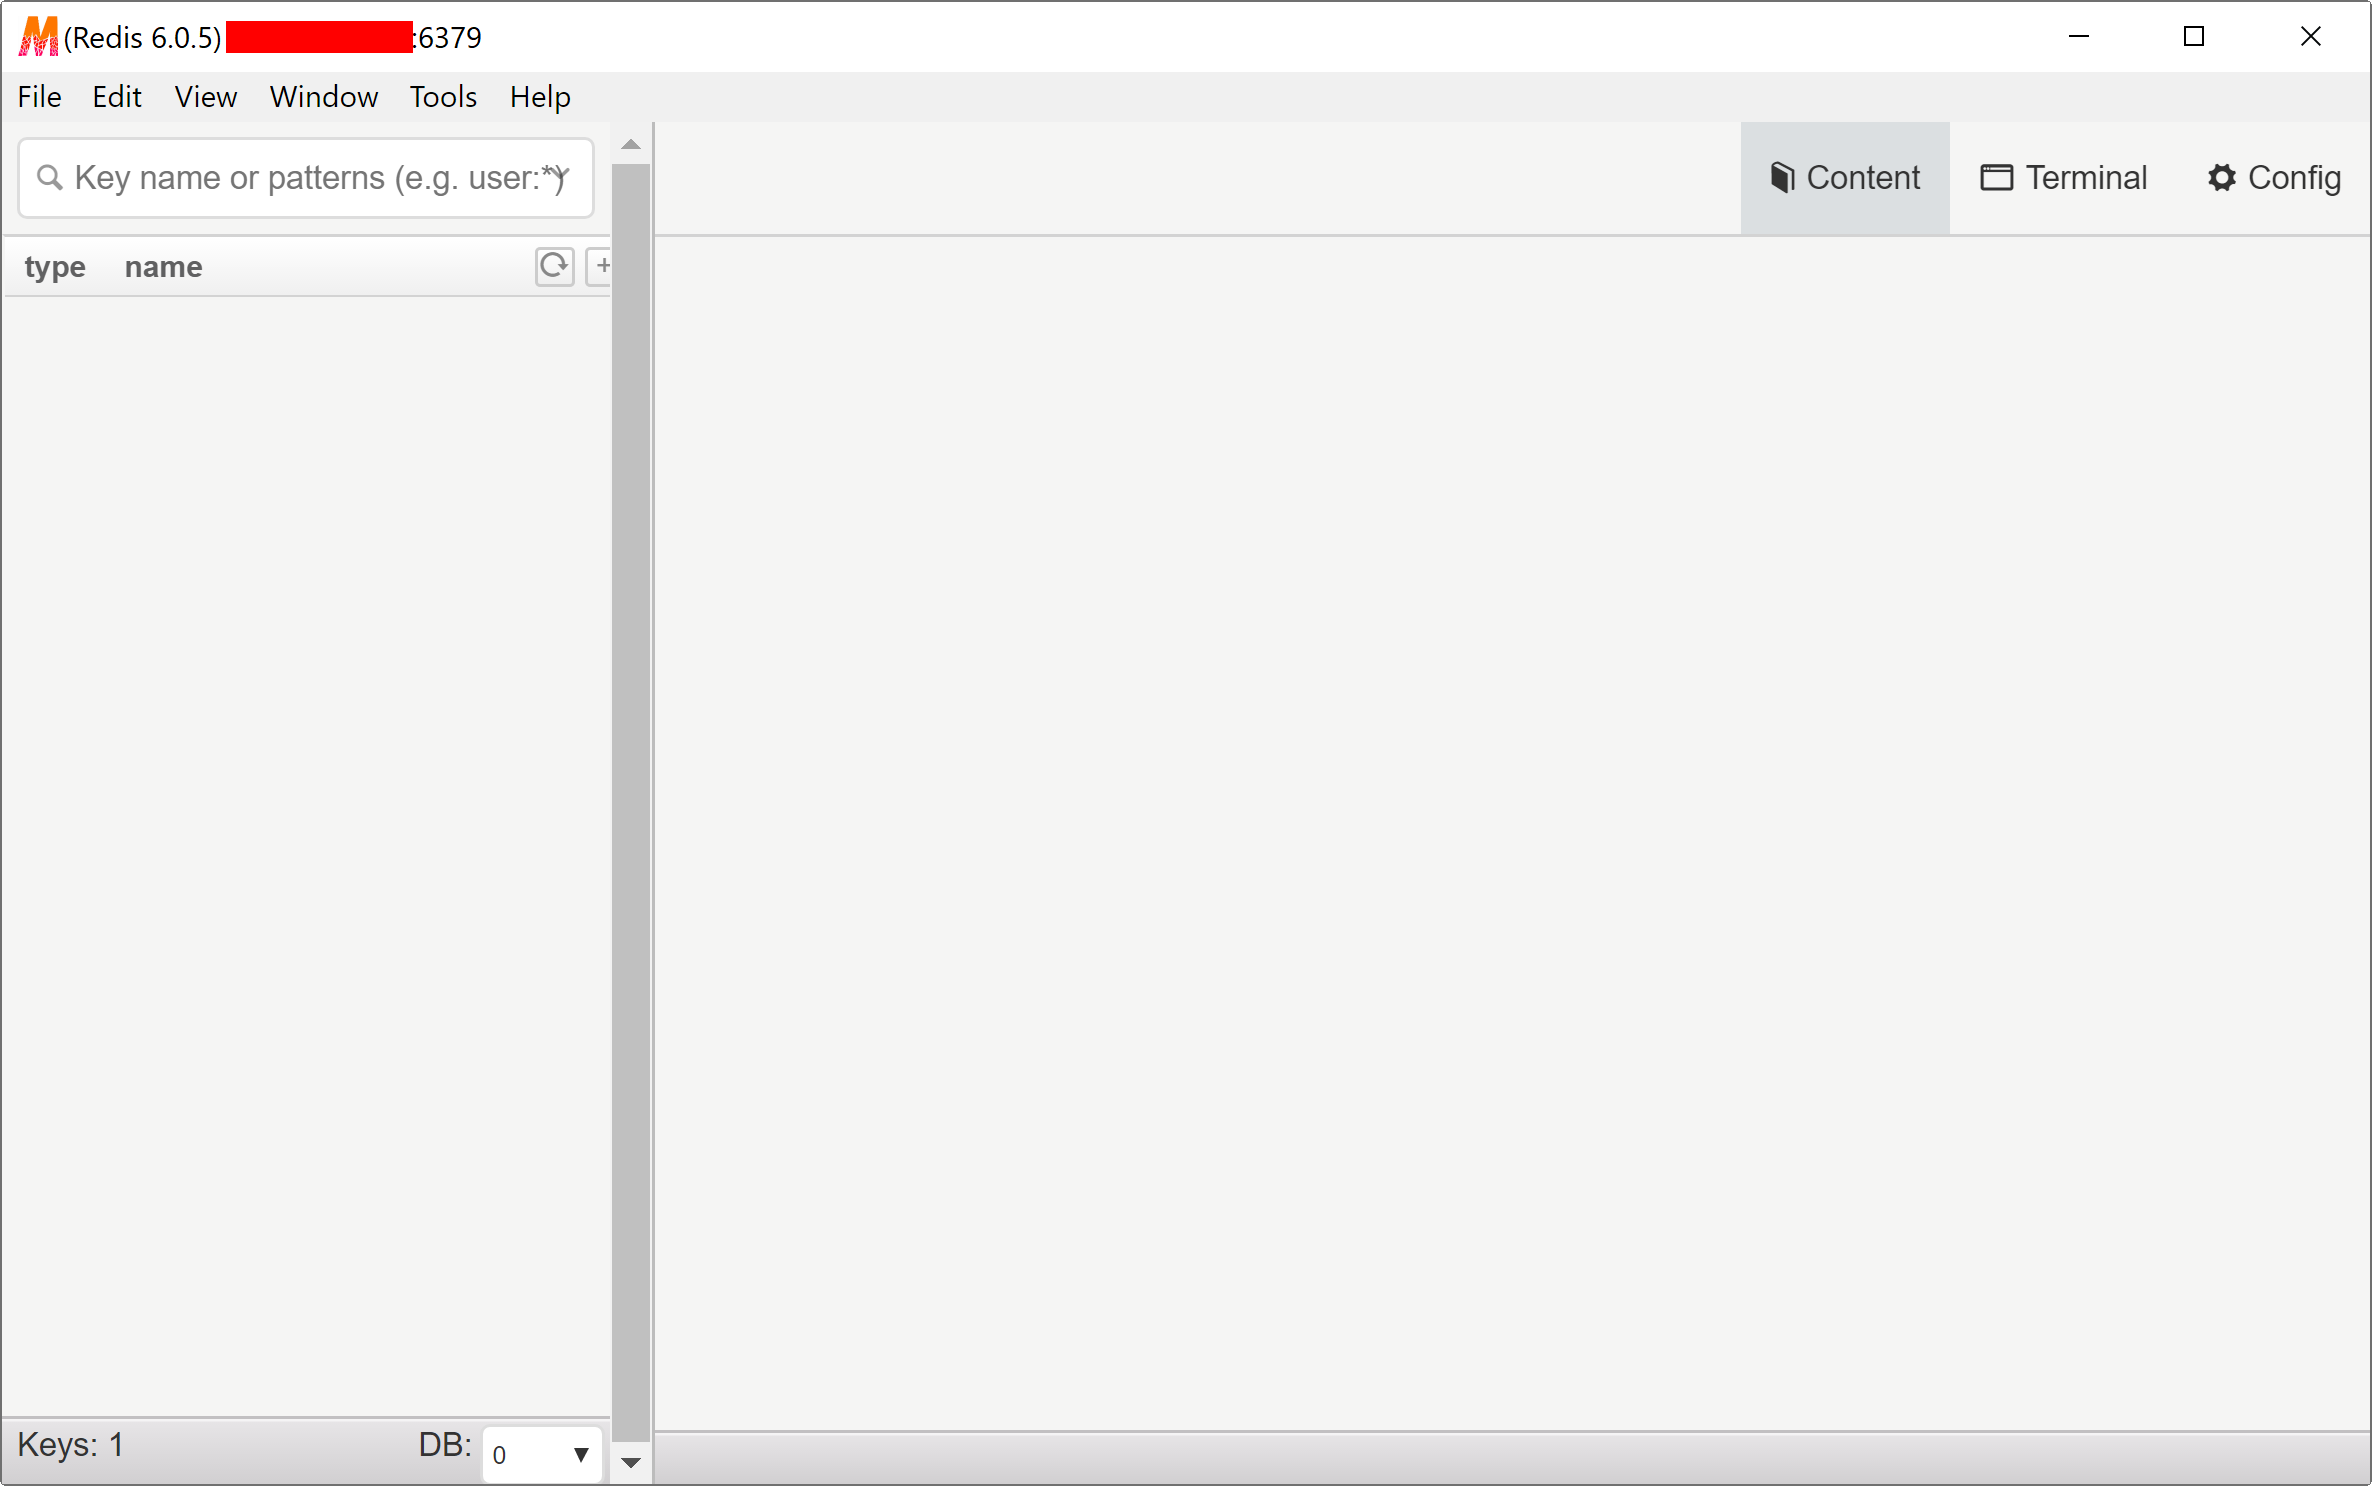 (Redis 6.0.5) :6379
File Edit View Window Tools Help
Key name or patterns (e.g. user:*)
Content Terminal Config
type name
Keys: 1 DB: 0